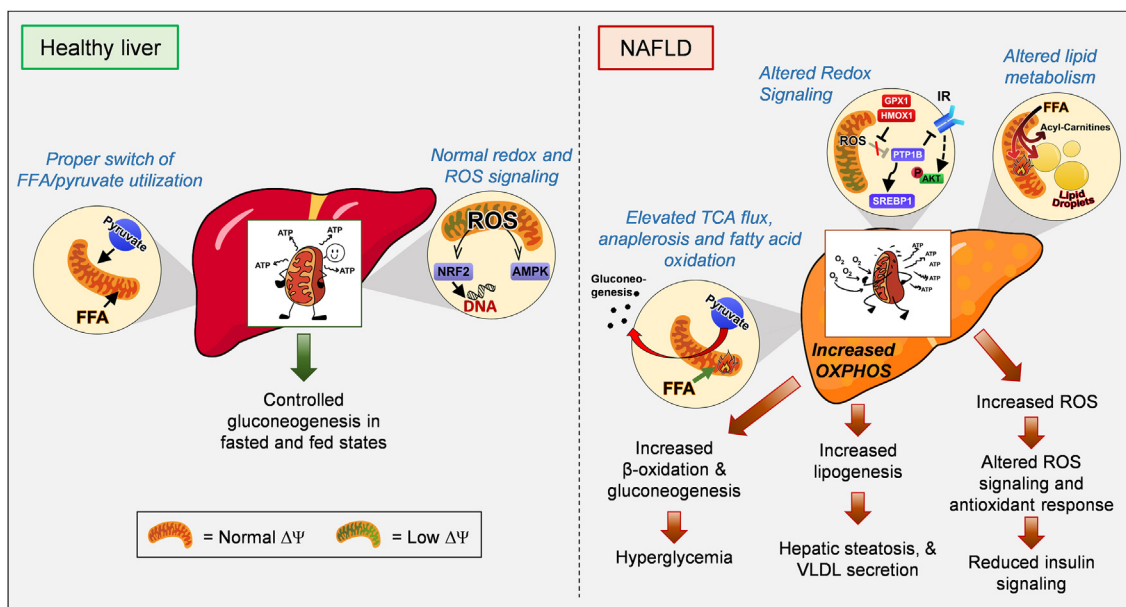 Healthy liver
Proper switch of
FFA/pyruvate utilization
Pyruvate
FFA
ATP
ATP
ATP
ATP
Normal redox and
ROS signaling
ROS
NRF2
AMPK
DNA
Controlled
gluconeogenesis in
fasted and fed states
= Normal ΔΨ
= Low ΔΨ
NAFLD
Altered Redox
Signaling
GPX1
HMOX1
IR
ROS
PTP1B
P
AKT
SREBP1
Altered lipid
metabolism
FFA
Acyl-Carnitines
Lipid
Droplets
Elevated TCA flux,
anaplerosis and fatty acid
oxidation
Gluconeo-
genesis
Pyruvate
FFA
O2
O2
O2
O2
ATP
ATP
ATP
ATP
ATP
Increased
OXPHOS
Increased
β-oxidation &
gluconeogenesis
Hyperglycemia
Increased
lipogenesis
Hepatic steatosis, &
VLDL secretion
Increased ROS
Altered ROS
signaling and
antioxidant response
Reduced insulin
signaling